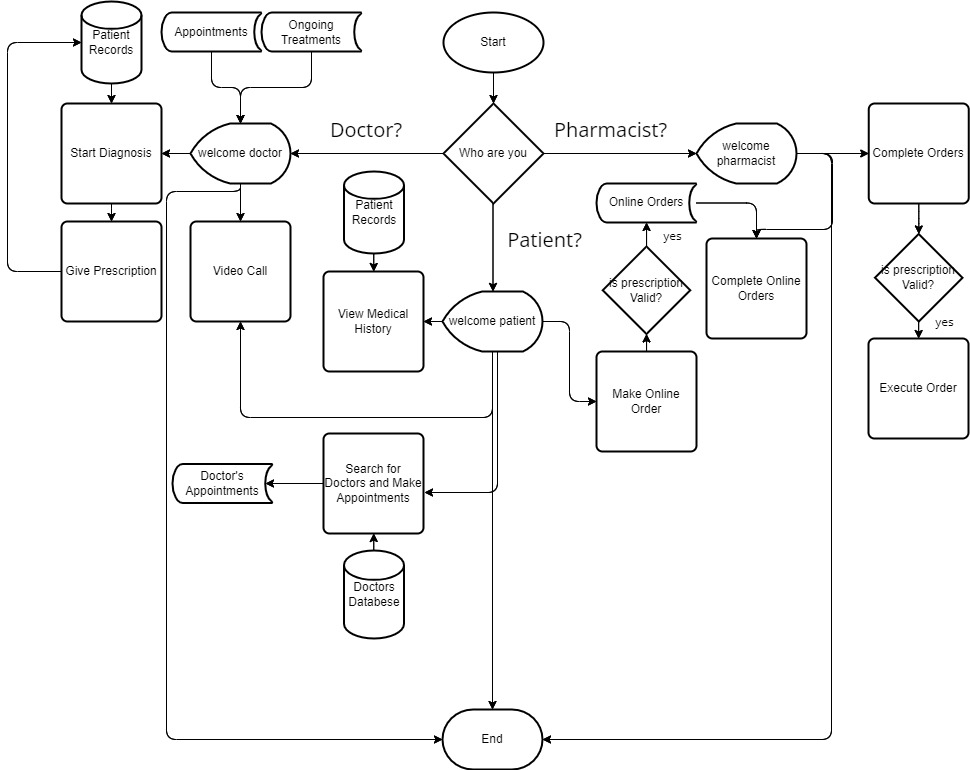 Patient
Records
Appointments
Ongoing
Treatments
Start
Doctor?
Pharmacist?
Start Diagnosis
welcome doctor
Who are you
welcome
pharmacist
Complete Orders
Patient
Records
Online Orders
Patient?
yes
Give Prescription
Video Call
is prescription
Valid?
Complete Online
Orders
is prescription
Valid?
View Medical
History
welcome patient
yes
Make Online
Order
Execute Order
Doctor's
Appointments
Search for
Doctors and Make
Appointments
Doctors
Databese
End